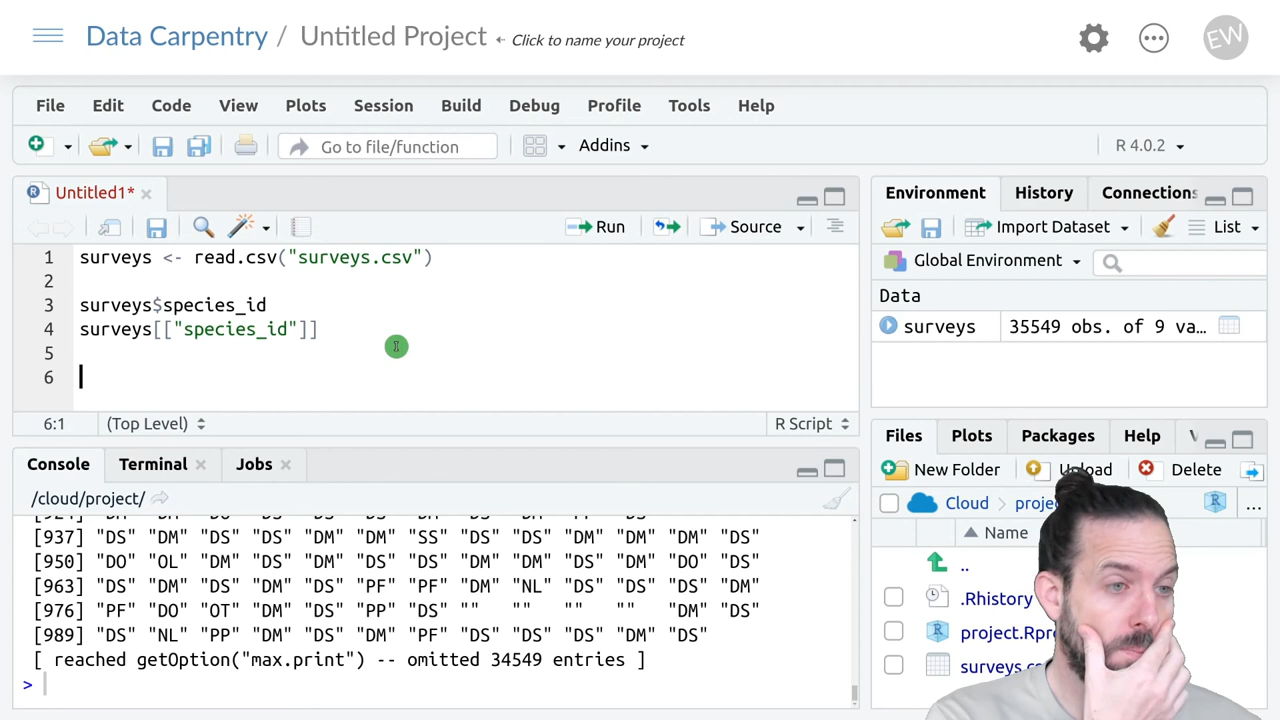 Data Carpentry / Untitled Project ← Click to name your project
EW
File Edit Code View Plots Session Build Debug Profile Tools Help
Go to file/function Addins R 4.0.2
Untitled1*
Run Source
1 surveys <- read.csv("surveys.csv")
2
3 surveys$species_id
4 surveys[["species_id"]]
5
6
6:1 (Top Level) R Script
Console Terminal Jobs
/cloud/project/
[937] "DS" "DM" "DS" "DS" "DM" "DM" "SS" "DS" "DS" "DM" "DM" "DM" "DS"
[950] "DO" "OL" "DM" "DS" "DS" "DM" "DM" "DS" "DS" "DM" "DM" "DO" "DS"
[963] "DS" "DM" "DS" "DM" "DS" "PF" "PF" "DM" "NL" "DS" "DS" "DS" "DM"
[976] "PF" "DO" "OT" "DM" "DS" "PP" "DS" "" "" "" "" "DM" "DS"
[989] "DS" "NL" "PP" "DM" "DS" "DM" "PF" "DS" "DS" "DS" "DM" "DS"
[ reached getOption("max.print") -- omitted 34549 entries ]
>
Environment History Connections
Import Dataset List
Global Environment
Data
surveys 35549 obs. of 9 va...
Files Plots Packages Help
New Folder Upload Delete
Cloud ...
Name
..
.Rhistory
project.Rpr